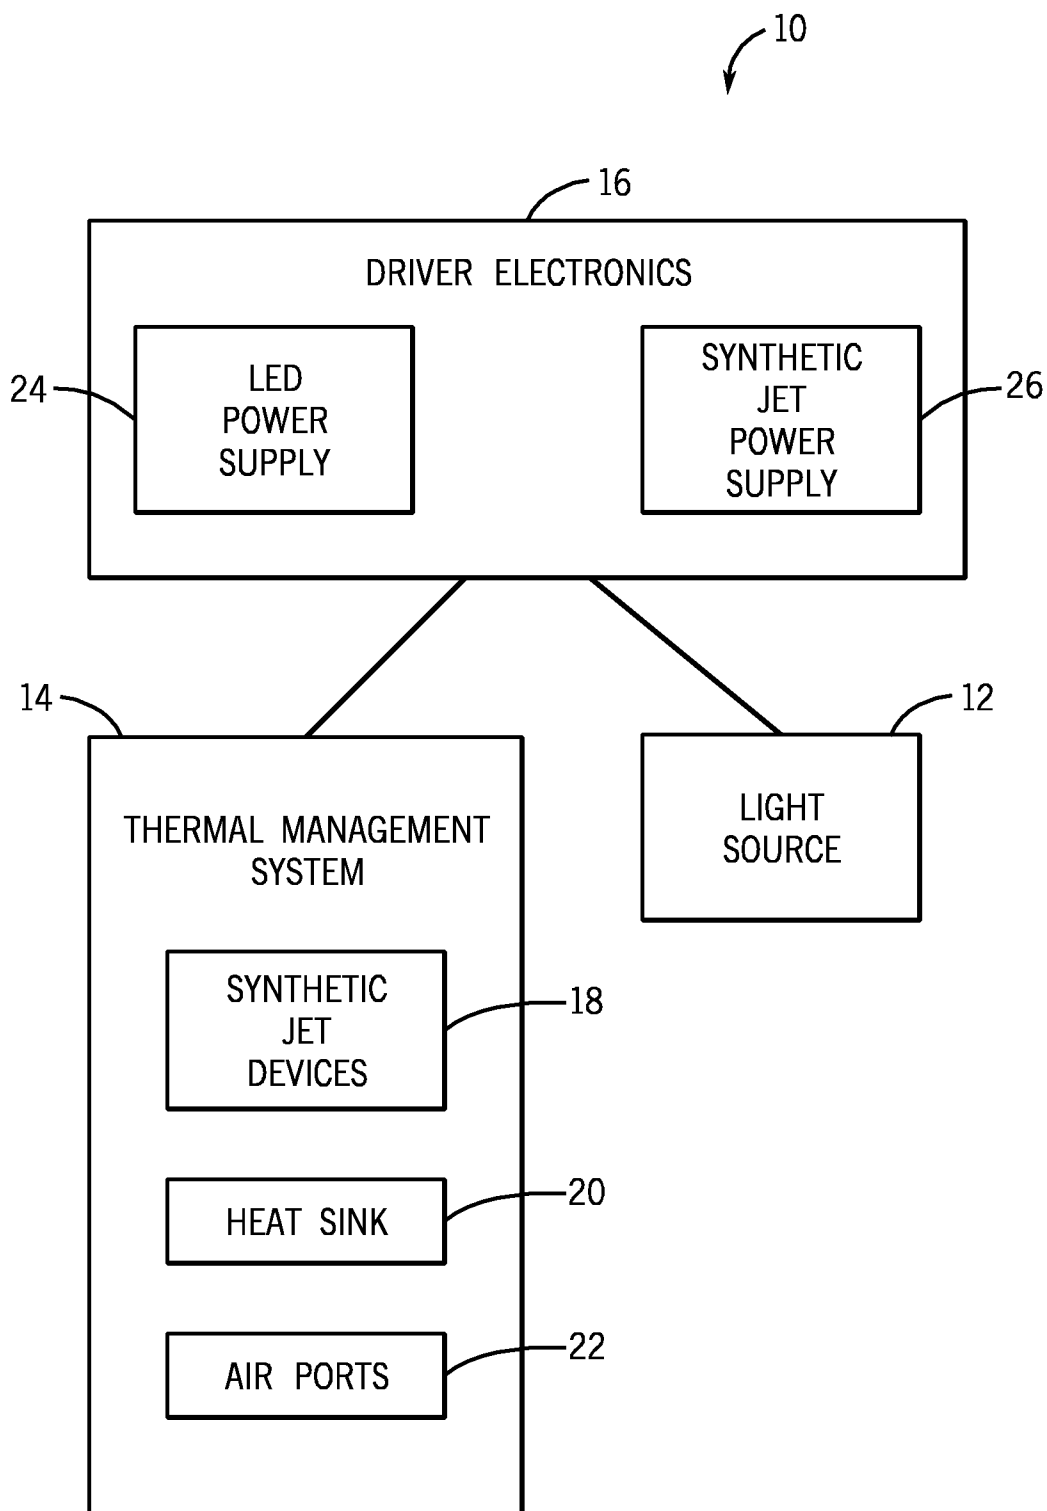 10
16
DRIVER ELECTRONICS
24
LED
POWER
SUPPLY
SYNTHETIC
JET
POWER
SUPPLY
26
14
THERMAL MANAGEMENT
SYSTEM
12
LIGHT
SOURCE
SYNTHETIC
JET
DEVICES
18
HEAT SINK
20
AIR PORTS
22